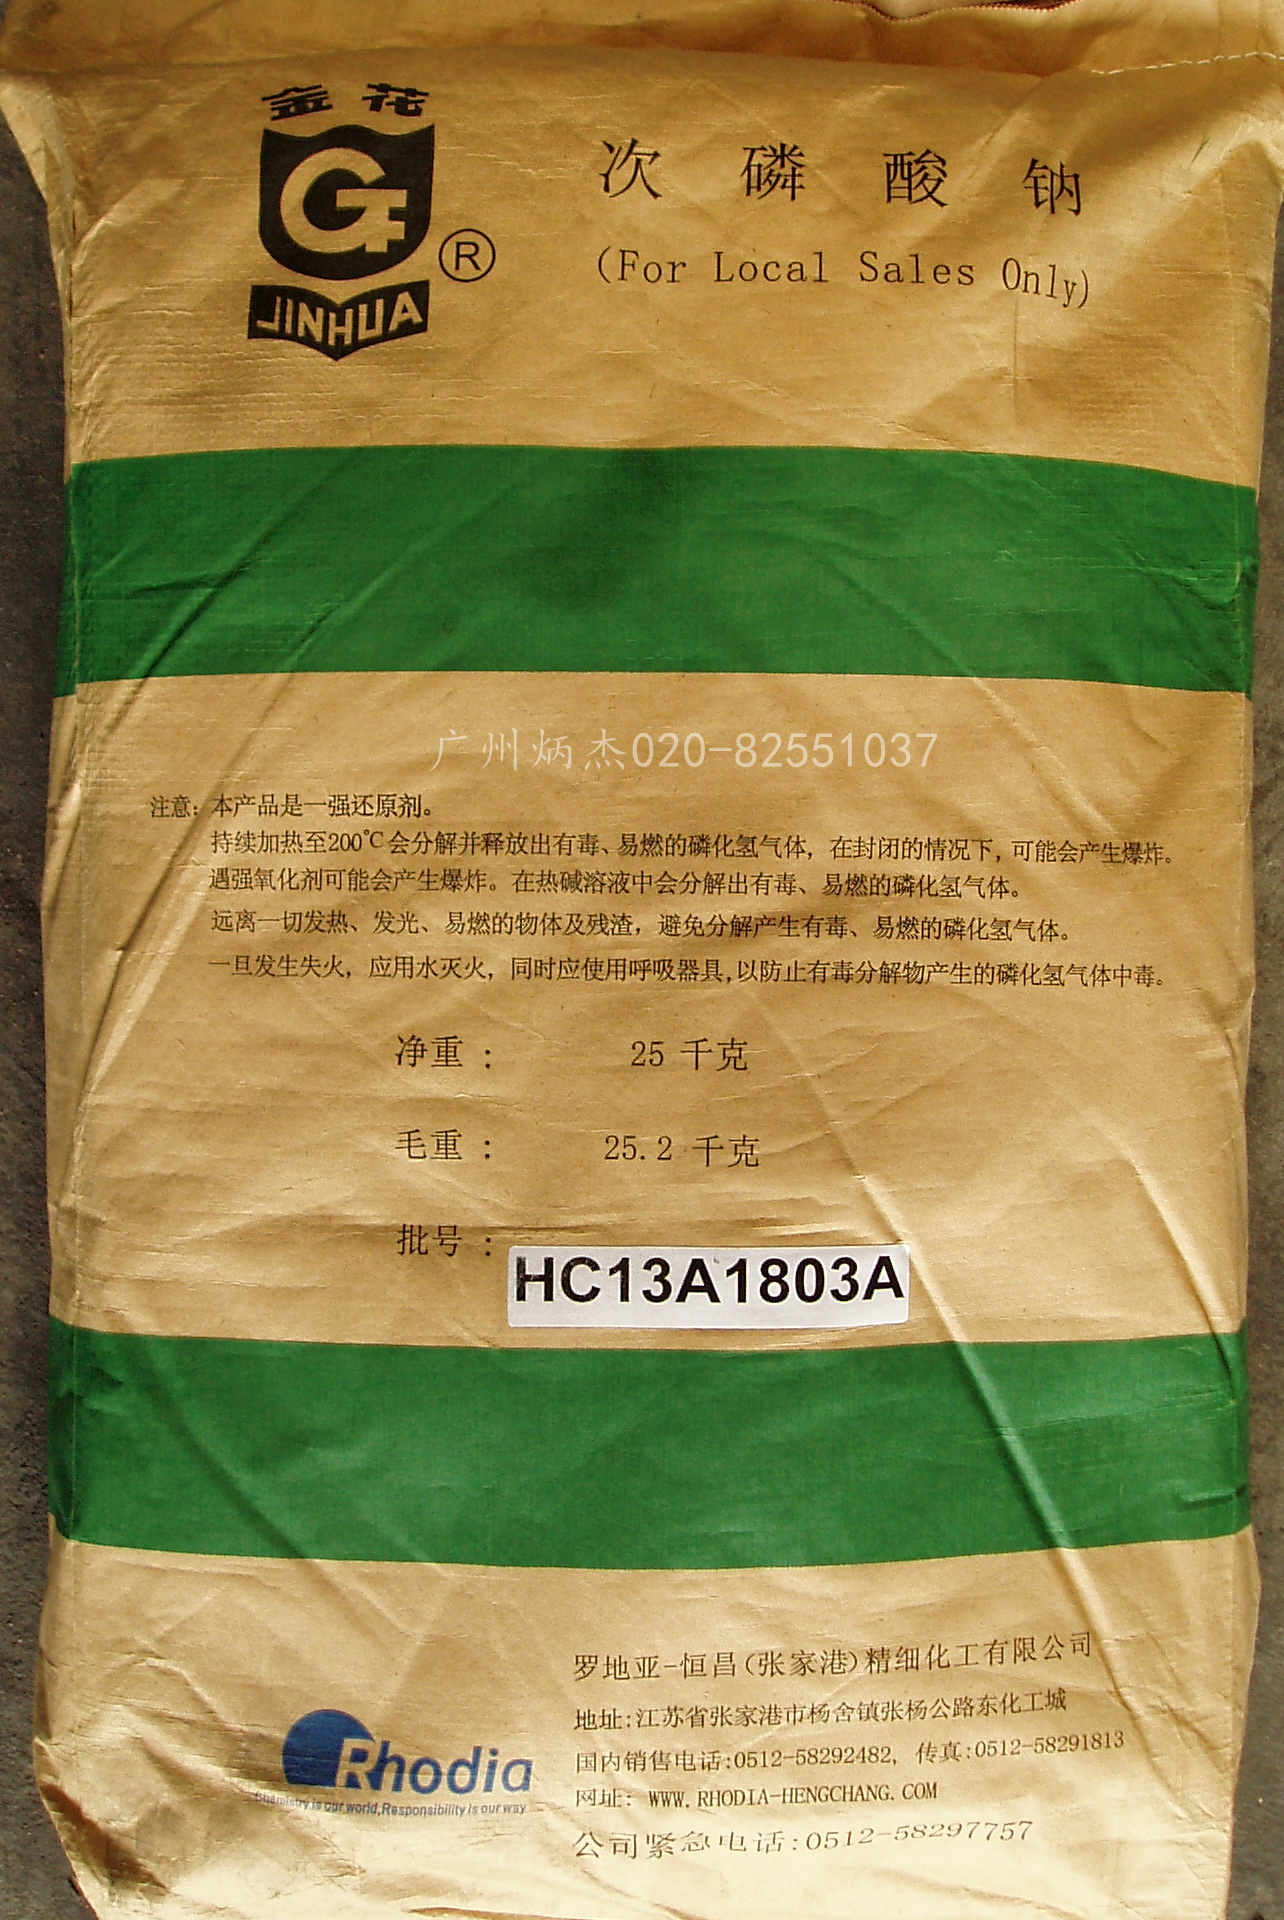 金花
GF
JINHUA
®
次磷酸钠
(For Local Sales Only)
广州炳杰020-82551037
注意: 本产品是一强还原剂。
持续加热至200℃会分解并释放出有毒、易燃的磷化氢气体, 在封闭的情况下, 可能会产生爆炸。
遇强氧化剂可能会产生爆炸。在热碱溶液中会分解出有毒、易燃的磷化氢气体。
远离一切发热、发光、易燃的物体及残渣, 避免分解产生有毒、易燃的磷化氢气体。
一旦发生失火, 应用水灭火, 同时应使用呼吸器具, 以防止有毒分解物产生的磷化氢气体中毒。
净重: 25 千克
毛重: 25.2 千克
批号: HC13A1803A
罗地亚-恒昌(张家港)精细化工有限公司
地址:江苏省张家港市杨舍镇张杨公路东化工城
国内销售电话:0512-58292482, 传真:0512-58291813
网址: WWW.RHODIA-HENGCHANG.COM
公司紧急电话:0512-58297757
Rhodia
Chemistry is our world, Responsibility is our way